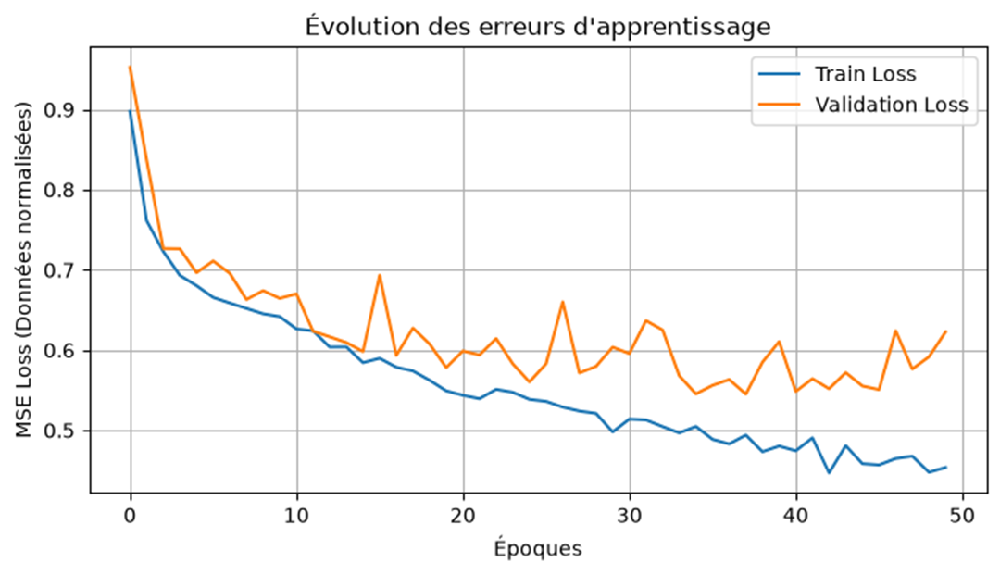 Évolution des erreurs d'apprentissage
Train Loss
Validation Loss
MSE Loss (Données normalisées)
0.9
0.8
0.7
0.6
0.5
0 10 20 30 40 50
Époques